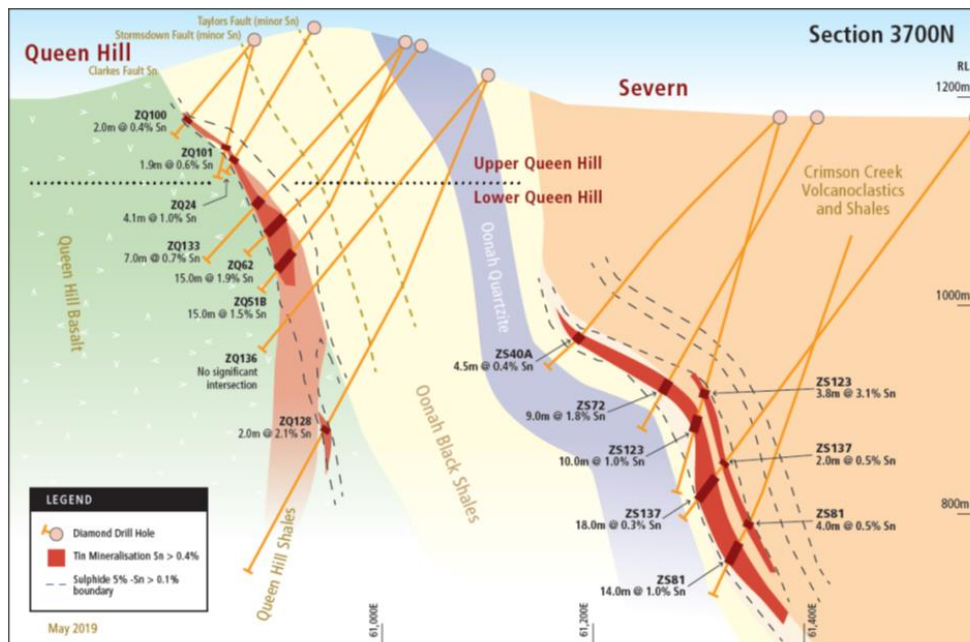 Taylors Fault (minor Sn)
Stormsdown Fault (minor Sn)
Queen Hill
Clarkes Fault Sn
Section 3700N
RL
1200m
Severn
ZQ100
2.0m @ 0.4% Sn
ZQ101
1.9m @ 0.6% Sn
Upper Queen Hill
Lower Queen Hill
Crimson Creek
Volcanoclastics
and Shales
ZQ24
4.1m @ 1.0% Sn
ZQ133
7.0m @ 0.7% Sn
ZQ62
15.0m @ 1.9% Sn
ZQ51B
15.0m @ 1.5% Sn
Queen Hill Basalt
Oonah Quartzite
1000m
ZQ136
No significant
intersection
ZS40A
4.5m @ 0.4% Sn
ZS72
9.0m @ 1.8% Sn
ZS123
3.8m @ 3.1% Sn
ZQ128
2.0m @ 2.1% Sn
Oonah Black Shales
ZS123
10.0m @ 1.0% Sn
ZS137
2.0m @ 0.5% Sn
ZS137
18.0m @ 0.3% Sn
ZS81
4.0m @ 0.5% Sn
800m
ZS81
14.0m @ 1.0% Sn
Queen Hill Shales
LEGEND
Diamond Drill Hole
Tin Mineralisation Sn > 0.4%
Sulphide 5% -Sn > 0.1%
boundary
May 2019
61,000E
61,200E
61,400E